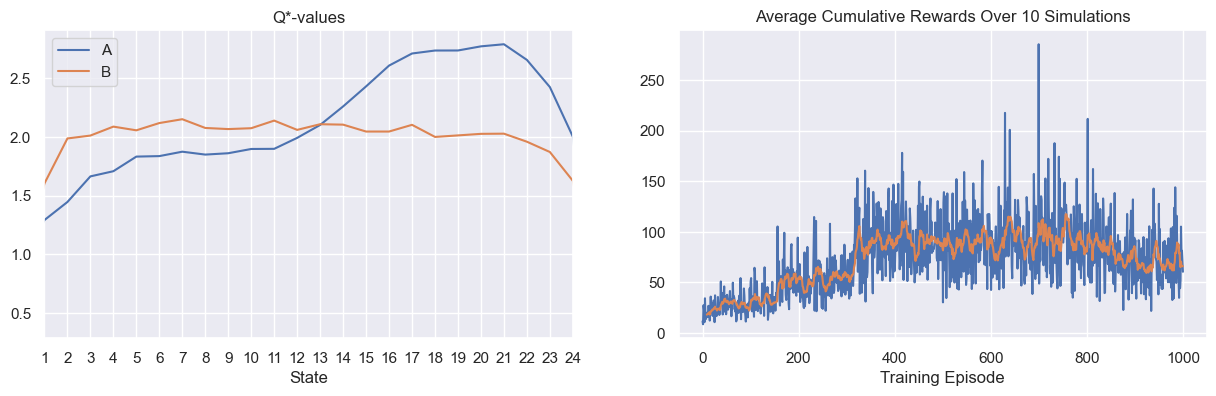 Q*-values
A
B
2.5
2.0
1.5
1.0
0.5
1 2 3 4 5 6 7 8 9 10 11 12 13 14 15 16 17 18 19 20 21 22 23 24
State
Average Cumulative Rewards Over 10 Simulations
250
200
150
100
50
0
0 200 400 600 800 1000
Training Episode